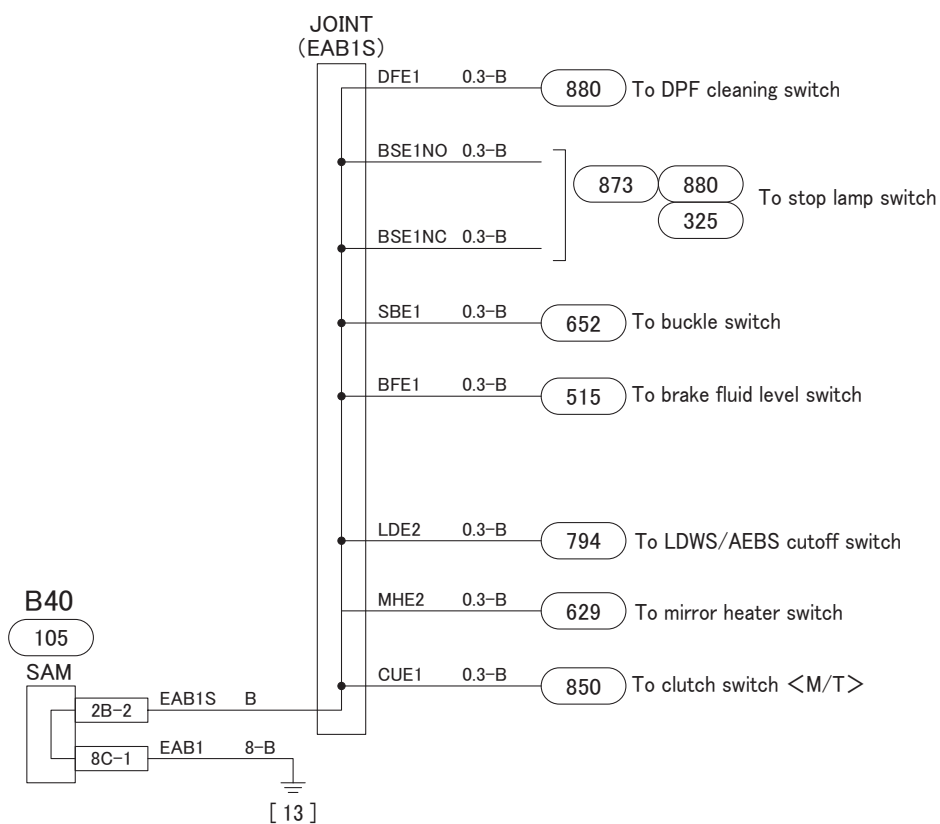 JOINT
(EAB1S)
DFE1 0.3-B 880 To DPF cleaning switch
BSE1NO 0.3-B
873 880 To stop lamp switch
325
BSE1NC 0.3-B
SBE1 0.3-B 652 To buckle switch
BFE1 0.3-B 515 To brake fluid level switch
LDE2 0.3-B 794 To LDWS/AEBS cutoff switch
MHE2 0.3-B 629 To mirror heater switch
CUE1 0.3-B 850 To clutch switch <M/T>
B40
105
SAM
2B-2 EAB1S B
8C-1 EAB1 8-B
[ 13 ]